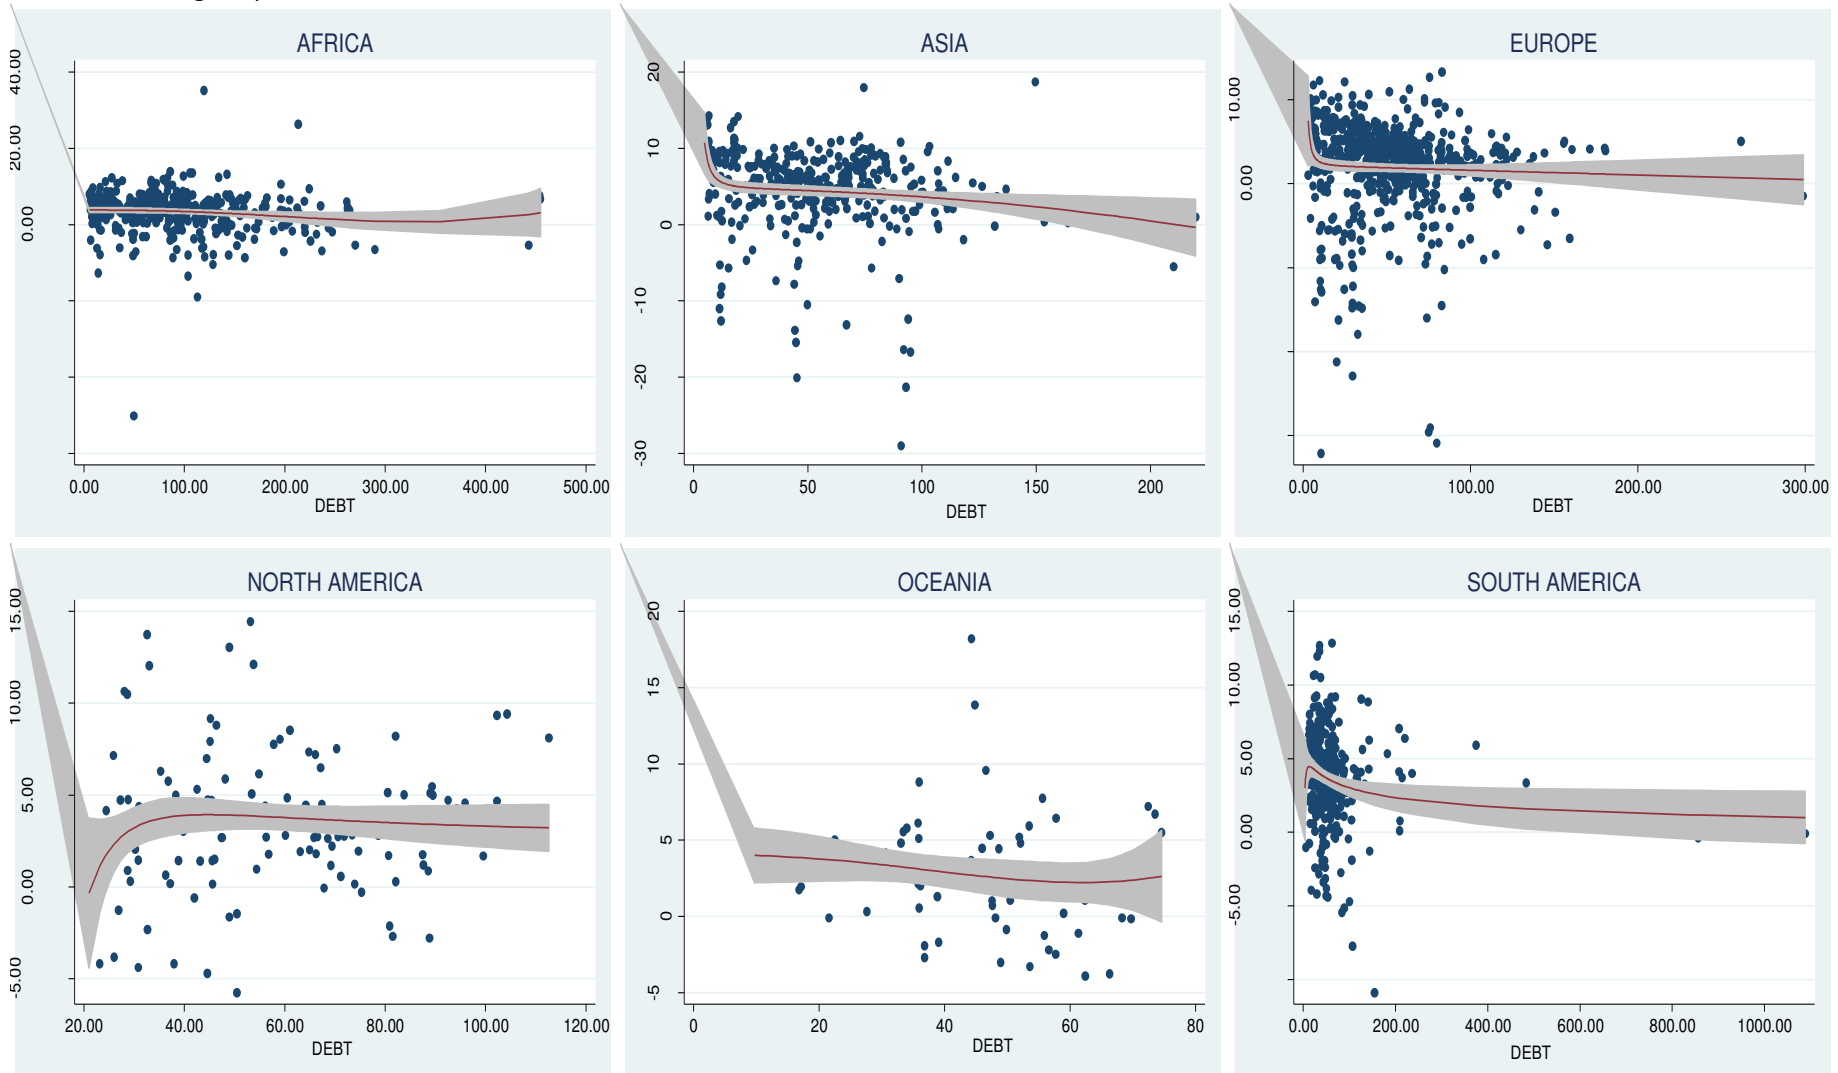 AFRICA
40.00
20.00
0.00
0.00 100.00 200.00 300.00 400.00 500.00
DEBT
ASIA
20
10
0
-10
-20
-30
0 50 100 150 200
DEBT
EUROPE
10.00
0.00
0.00 100.00 200.00 300.00
DEBT
NORTH AMERICA
15.00
10.00
5.00
0.00
-5.00
20.00 40.00 60.00 80.00 100.00 120.00
DEBT
OCEANIA
20
15
10
5
0
-5
0 20 40 60 80
DEBT
SOUTH AMERICA
15.00
10.00
5.00
0.00
-5.00
0.00 200.00 400.00 600.00 800.00 1000.00
DEBT